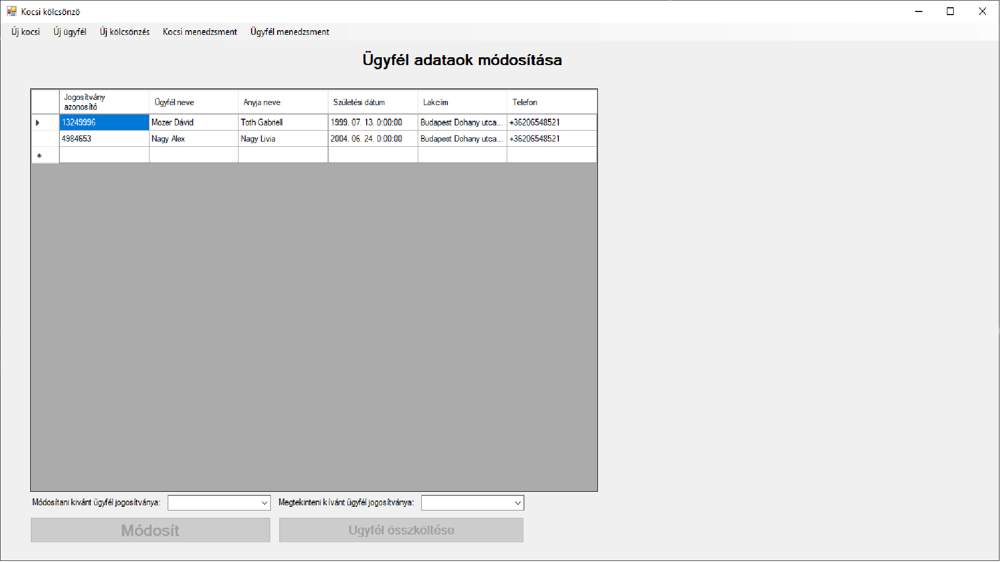 Kocsi kölcsönző
Új kocsi Új ügyfél Új kölcsönzés Kocsi menedzsment Ügyfél menedzsment
Ügyfél adataok módosítása
Jogosítvány azonosító Ügyfél neve Anyja neve Születési dátum Lakcím Telefon
13249996 Mozer Dávid Toth Gabriell 1999. 07. 13. 0:00:00 Budapest Dohany utca... +36206548521
4984653 Nagy Alex Nagy Livia 2004. 06. 24. 0:00:00 Budapest Dohany utca... +36206548521
Módosítani kivánt ügyfél jogosítványa: Megtekinteni kívánt ügyfél jogosítványa:
Módosít Ugyfél összköltése